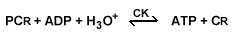 PCR + ADP + H3O+ ⇌ CK ATP + CR